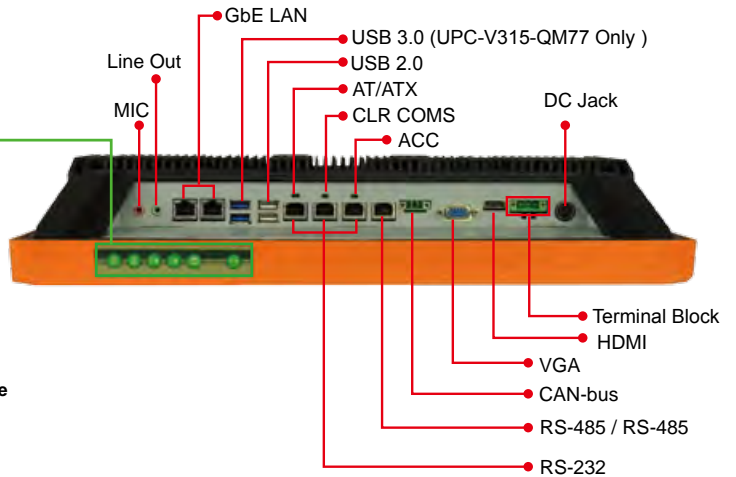 GbE LAN
USB 3.0 (UPC-V315-QM77 Only )
Line Out
USB 2.0
AT/ATX
DC Jack
MIC
CLR COMS
ACC
Terminal Block
HDMI
VGA
e
CAN-bus
RS-485 / RS-485
RS-232